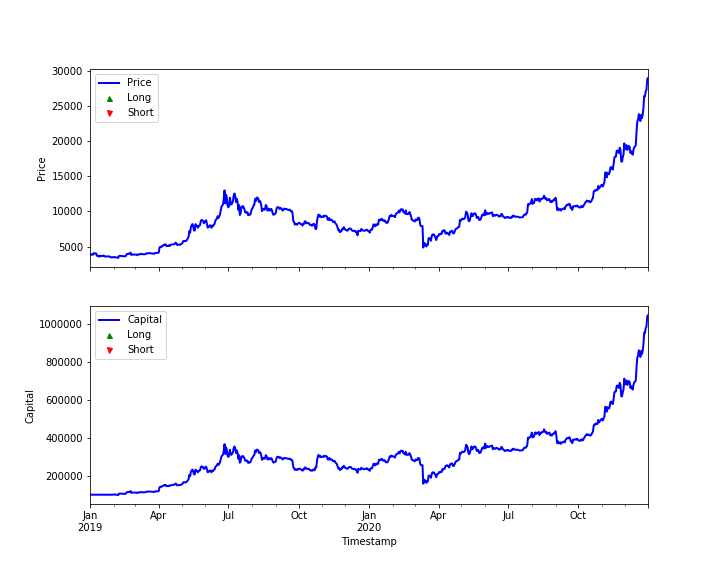 30000
25000
20000
15000
10000
5000
Price
Price
Long
Short
1000000
800000
600000
400000
200000
Capital
Capital
Long
Short
Jan
2019
Apr
Jul
Oct
Jan
2020
Apr
Jul
Oct
Timestamp